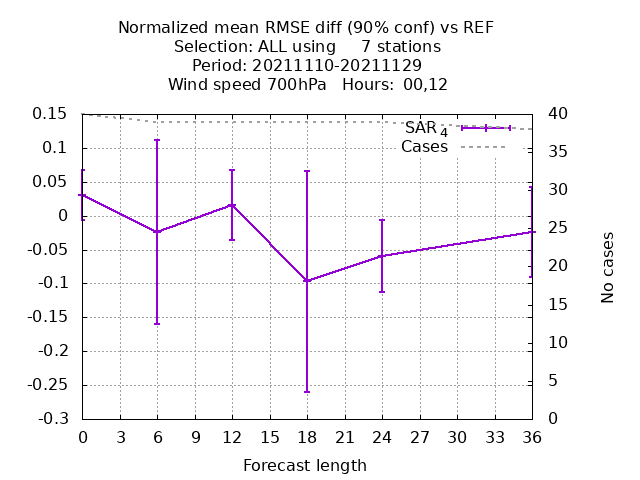 Normalized mean RMSE diff (90% conf) vs REF
Selection: ALL using     7 stations
Period: 20211110-20211129
Wind speed 700hPa   Hours:  00,12
0.15
0.1
0.05
0
-0.05
-0.1
-0.15
-0.2
-0.25
-0.3
SAR 4
Cases
40
35
30
25
20
15
10
5
0
No cases
0 3 6 9 12 15 18 21 24 27 30 33 36
Forecast length